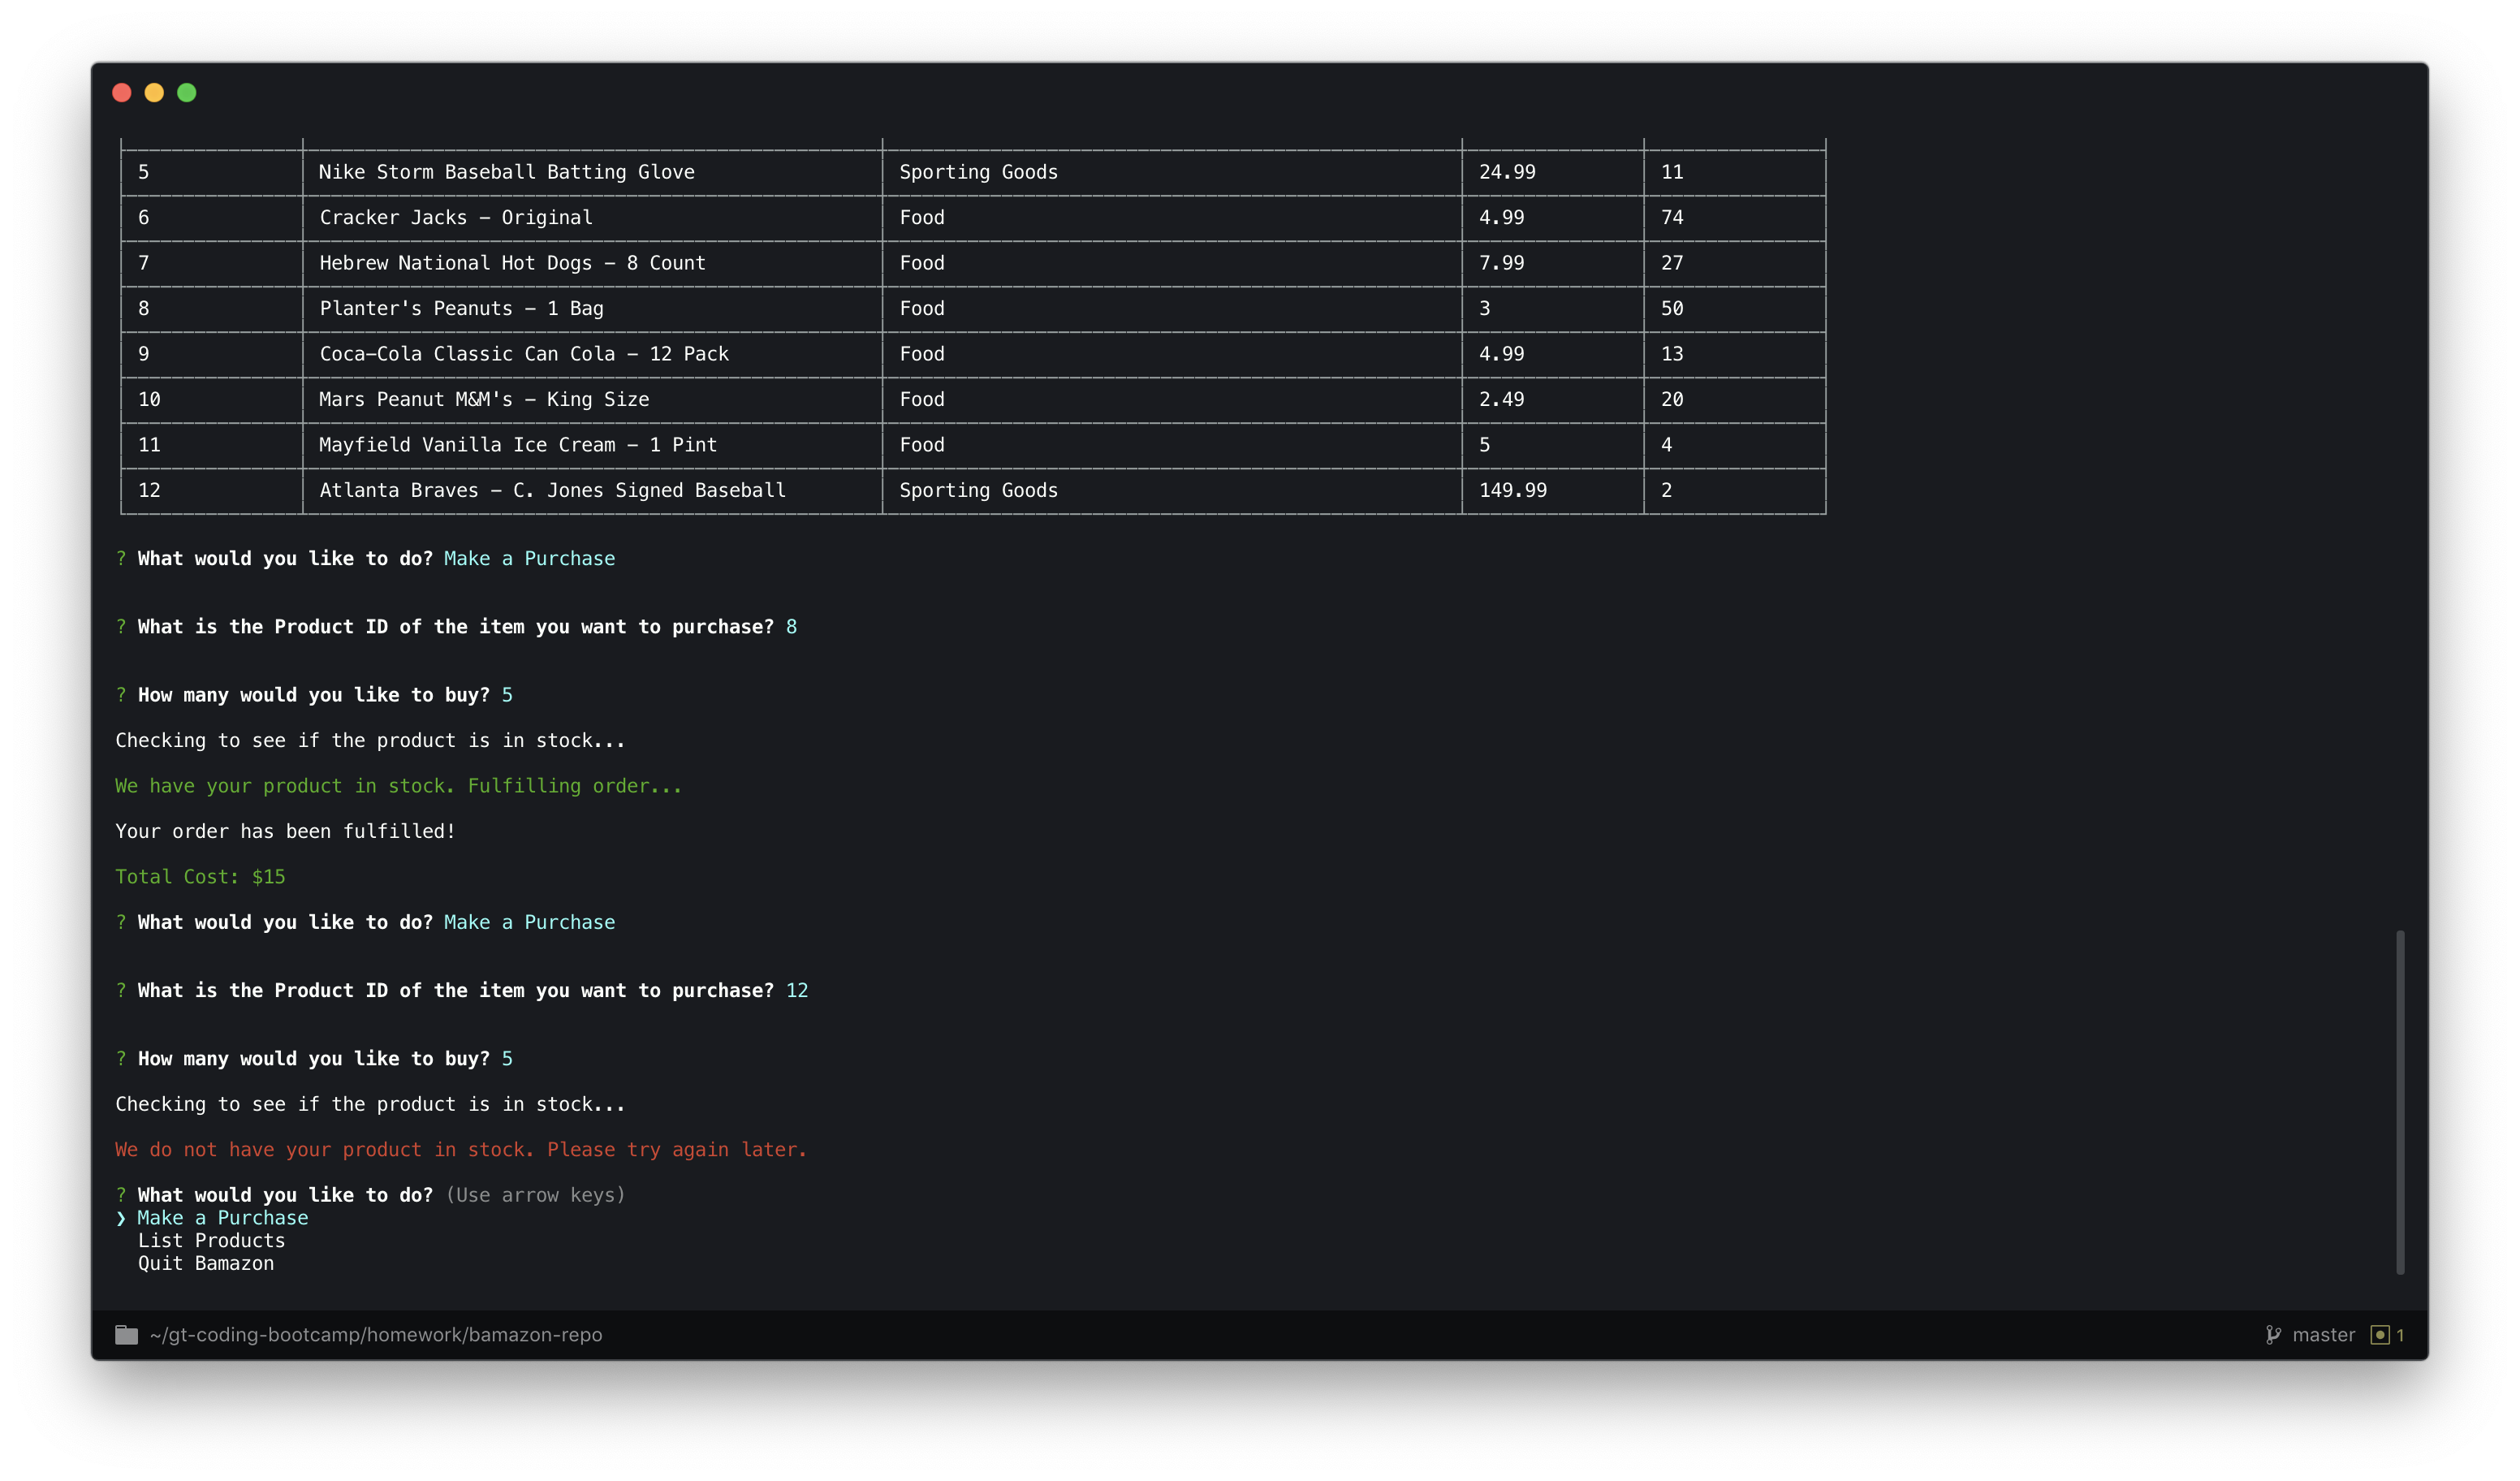 5 Nike Storm Baseball Batting Glove Sporting Goods 24.99 11
6 Cracker Jacks - Original Food 4.99 74
7 Hebrew National Hot Dogs - 8 Count Food 7.99 27
8 Planter's Peanuts - 1 Bag Food 3 50
9 Coca-Cola Classic Can Cola - 12 Pack Food 4.99 13
10 Mars Peanut M&M's - King Size Food 2.49 20
11 Mayfield Vanilla Ice Cream - 1 Pint Food 5 4
12 Atlanta Braves - C. Jones Signed Baseball Sporting Goods 149.99 2
? What would you like to do? Make a Purchase
? What is the Product ID of the item you want to purchase? 8
? How many would you like to buy? 5
Checking to see if the product is in stock...
We have your product in stock. Fulfilling order...
Your order has been fulfilled!
Total Cost: $15
? What would you like to do? Make a Purchase
? What is the Product ID of the item you want to purchase? 12
? How many would you like to buy? 5
Checking to see if the product is in stock...
We do not have your product in stock. Please try again later.
? What would you like to do? (Use arrow keys)
❯ Make a Purchase
List Products
Quit Bamazon
~/gt-coding-bootcamp/homework/bamazon-repo master 1